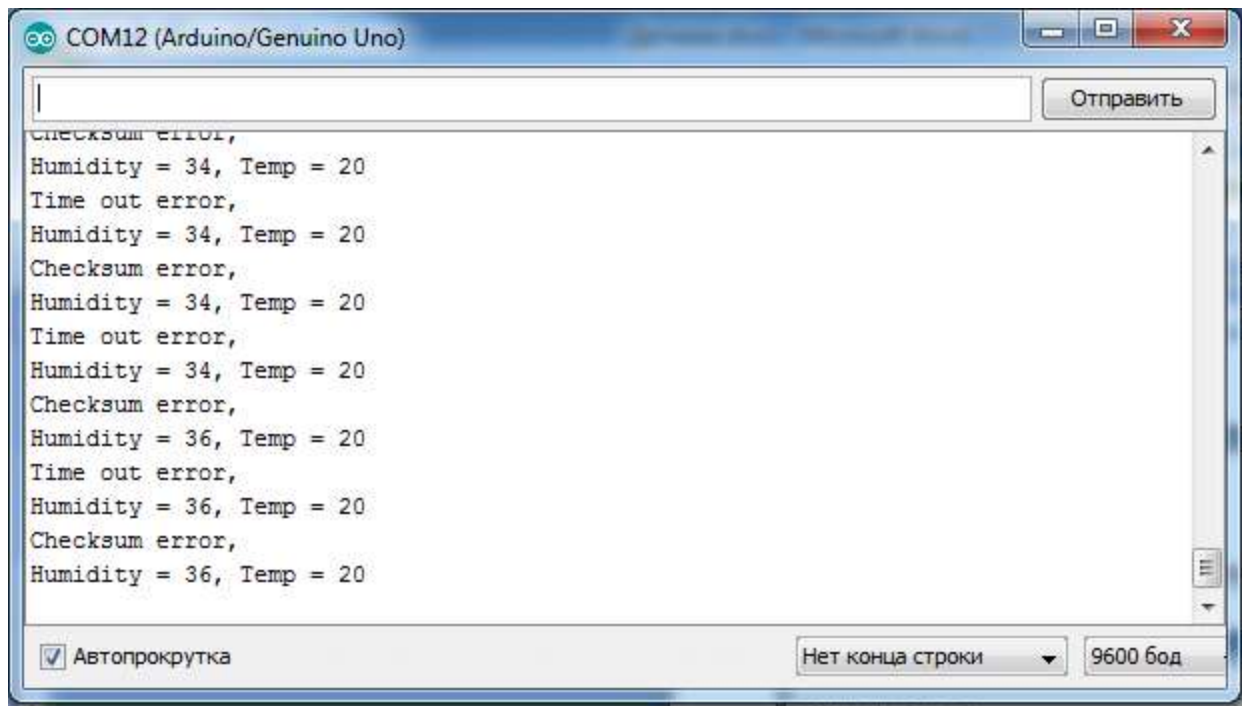 COM12 (Arduino/Genuino Uno)
Отправить
Checksum error,
Humidity = 34, Temp = 20
Time out error,
Humidity = 34, Temp = 20
Checksum error,
Humidity = 34, Temp = 20
Time out error,
Humidity = 34, Temp = 20
Checksum error,
Humidity = 36, Temp = 20
Time out error,
Humidity = 36, Temp = 20
Checksum error,
Humidity = 36, Temp = 20
Автопрокрутка
Нет конца строки
9600 бод